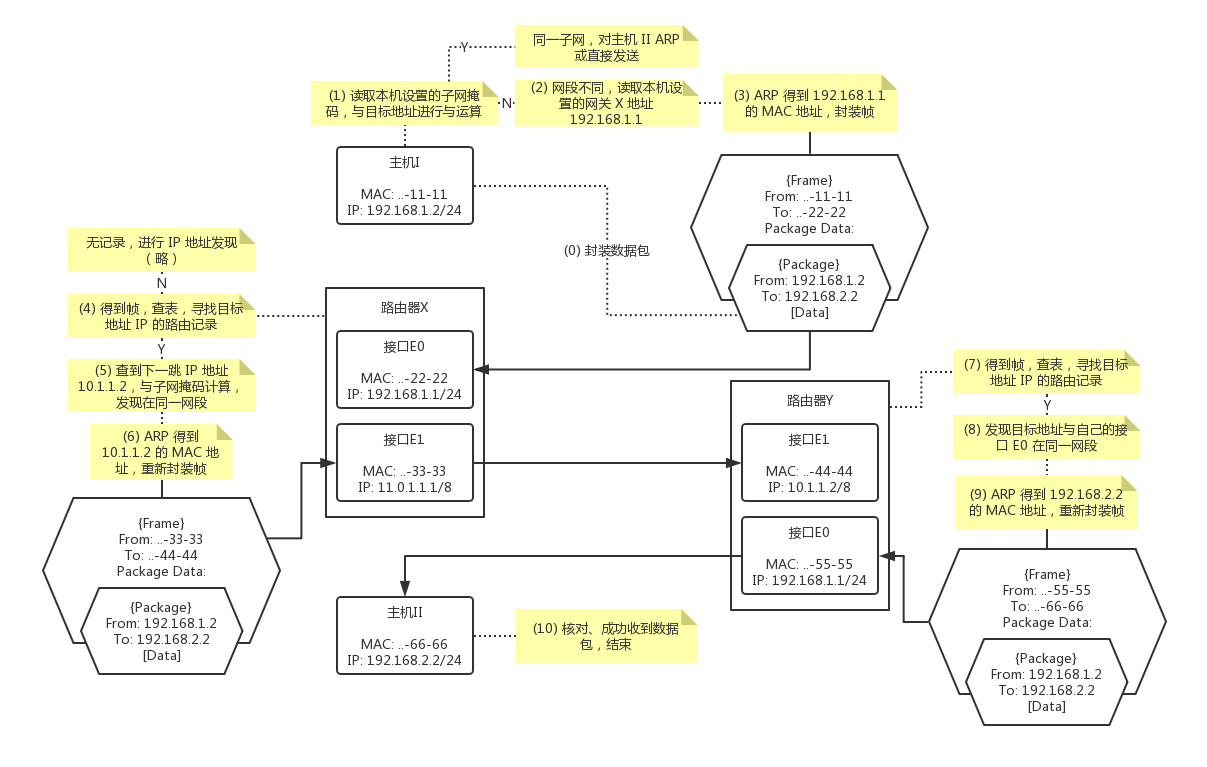 同一子网，对主机 II ARP
或直接发送
Y
(1) 读取本机设置的子网掩
码，与目标地址进行与运算
N
(2) 网段不同，读取本机设
置的网关 X 地址
192.168.1.1
(3) ARP 得到 192.168.1.1
的 MAC 地址，封装帧
主机I
MAC: ..-11-11
IP: 192.168.1.2/24
(0) 封装数据包
{Frame}
From: ..-11-11
To: ..-22-22
Package Data:
{Package}
From: 192.168.1.2
To: 192.168.2.2
[Data]
无记录，进行 IP 地址发现
（略）
N
(4) 得到帧，查表，寻找目标
地址 IP 的路由记录
Y
(5) 查到下一跳 IP 地址
10.1.1.2，与子网掩码计算，
发现在同一网段
(6) ARP 得到
10.1.1.2 的 MAC 地
址，重新封装帧
{Frame}
From: ..-33-33
To: ..-44-44
Package Data:
{Package}
From: 192.168.1.2
To: 192.168.2.2
[Data]
路由器X
接口E0
MAC: ..-22-22
IP: 192.168.1.1/24
接口E1
MAC: ..-33-33
IP: 11.0.1.1.1/8
路由器Y
接口E1
MAC: ..-44-44
IP: 10.1.1.2/8
接口E0
MAC: ..-55-55
IP: 192.168.1.1/24
(7) 得到帧，查表，寻找目标
地址 IP 的路由记录
Y
(8) 发现目标地址与自己的接
口 E0 在同一网段
(9) ARP 得到 192.168.2.2
的 MAC 地址，重新封装帧
{Frame}
From: ..-55-55
To: ..-66-66
Package Data:
{Package}
From: 192.168.1.2
To: 192.168.2.2
[Data]
主机II
MAC: ..-66-66
IP: 192.168.2.2/24
(10) 核对、成功收到数据
包，结束